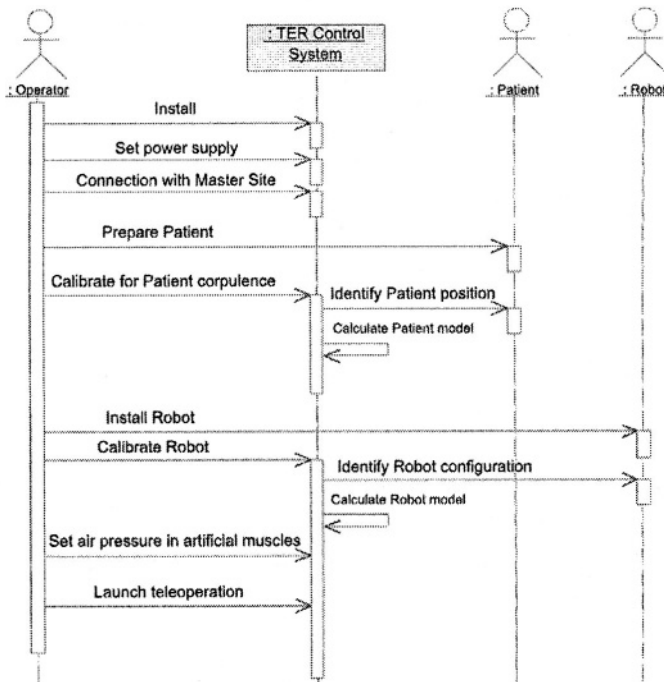 : TER Control
System
: Operator
: Patient
: Robot
Install
Set power supply
Connection with Master Site
Prepare Patient
Calibrate for Patient corpulence
Identify Patient position
Calculate Patient model
Install Robot
Calibrate Robot
Identify Robot configuration
Calculate Robot model
Set air pressure in artificial muscles
Launch teleoperation